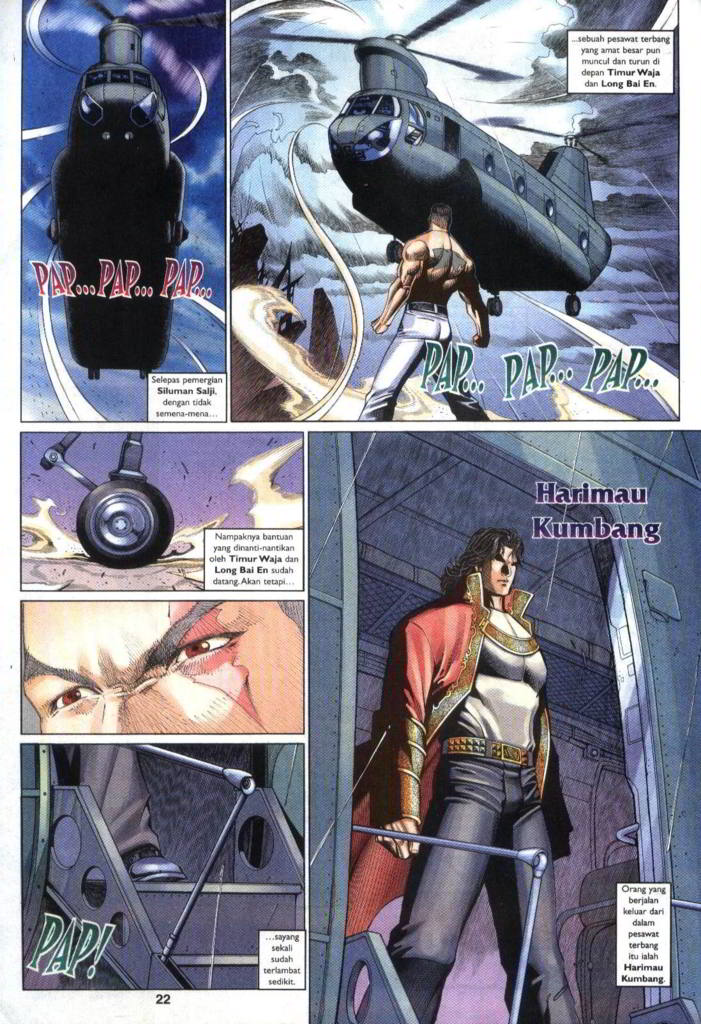 PAP... PAP... PAP...
Selepas pemergian
Siluman Salji,
dengan tidak
semena-mena...
...sebuah pesawat terbang
yang amat besar pun
muncul dan turun di
depan Timur Waja
dan Long Bai En.
PAP... PAP... PAP...
Nampaknya bantuan
yang dinanti-nantikan
oleh Timur Waja dan
Long Bai En sudah
datang. Akan tetapi...
PAP!
...sayang
sekali
sudah
terlambat
sedikit.
Harimau
Kumbang
Orang yang
berjalan
keluar dari
dalam
pesawat
terbang
itu ialah
Harimau
Kumbang.
22